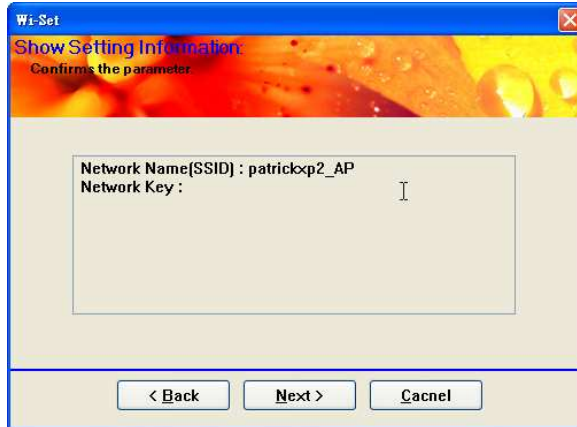 Wi-Set
Show Setting Information:
Confirms the parameter.
Network Name(SSID) : patrickxp2_AP
Network Key :
< Back
Next >
Cacnel